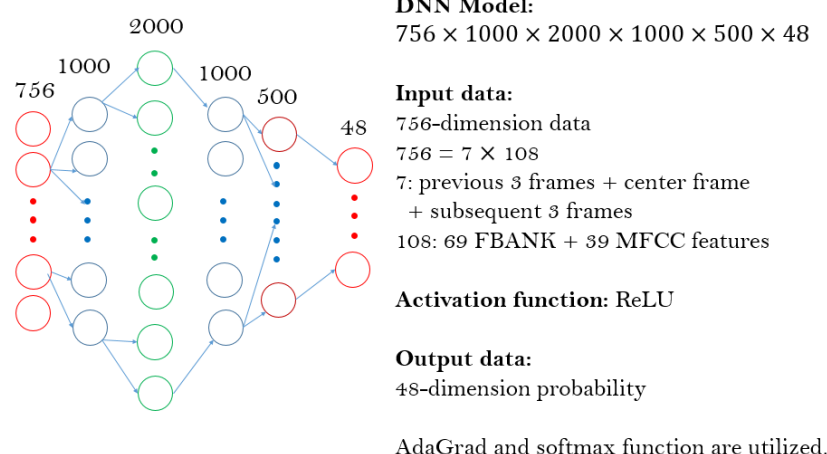 2000
1000
1000
756
500
48
DNN Model:
756 × 1000 × 2000 × 1000 × 500 × 48
Input data:
756-dimension data
756 = 7 × 108
7: previous 3 frames + center frame
+ subsequent 3 frames
108: 69 FBANK + 39 MFCC features
Activation function: ReLU
Output data:
48-dimension probability
AdaGrad and softmax function are utilized.